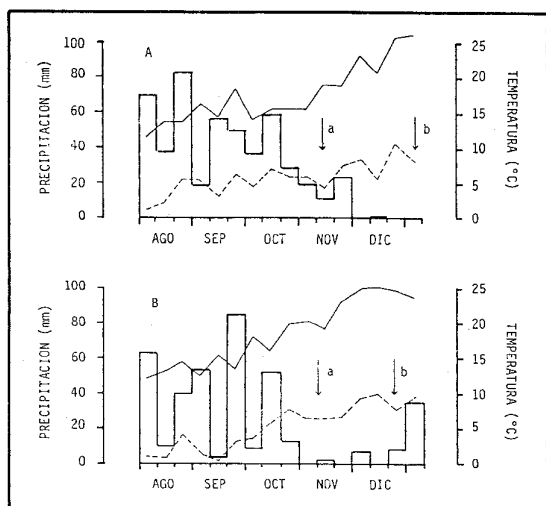 A
PRECIPITACION (mm)
100
80
60
40
20
0
25
20
15
10
5
0
TEMPERATURA (°C)
a
b
AGO SEP OCT NOV DIC
B
PRECIPITACION (mm)
100
80
60
40
20
0
25
20
15
10
5
0
TEMPERATURA (°C)
a
b
AGO SEP OCT NOV DIC